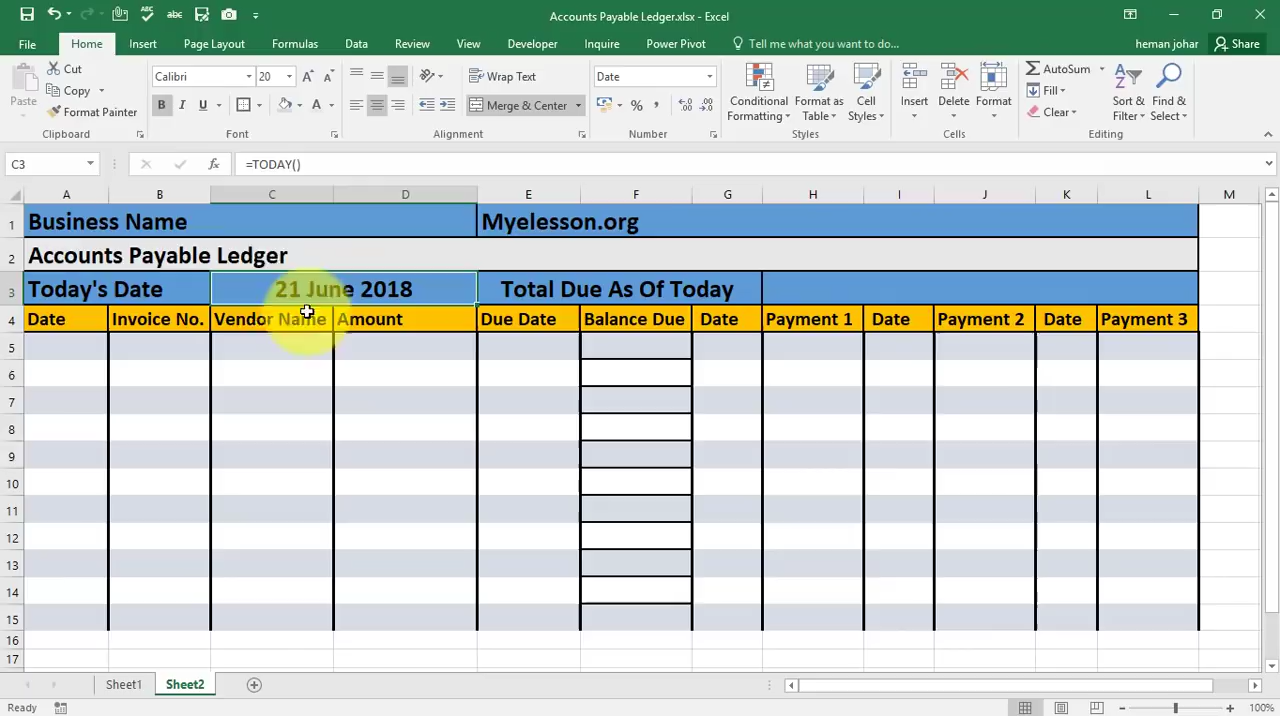 Accounts Payable Ledger.xlsx - Excel
File Home Insert Page Layout Formulas Data Review View Developer Inquire Power Pivot Tell me what you want to do... heman johar Share
Cut
Copy
Format Painter
Paste
Clipboard
Calibri 20
B I U A
Font
Wrap Text
Merge & Center
Alignment
Date
% ,
Number
Conditional Formatting
Format as Table
Cell Styles
Styles
Insert Delete Format
Cells
AutoSum
Fill
Clear
Sort & Filter
Find & Select
Editing
C3 fx =TODAY()
A B C D E F G H I J K L M
1 Business Name Myelesson.org
2 Accounts Payable Ledger
3 Today's Date 21 June 2018 Total Due As Of Today
4 Date Invoice No. Vendor Name Amount Due Date Balance Due Date Payment 1 Date Payment 2 Date Payment 3
5
6
7
8
9
10
11
12
13
14
15
16
17
Sheet1 Sheet2
Ready 100%